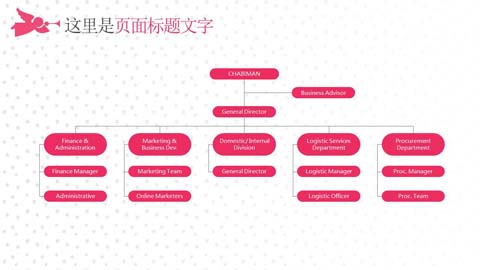 这里是页面标题文字
CHAIRMAN
Business Advisor
General Director
Finance &
Administration
Marketing &
Business Dev.
Domestic/Internal
Division
Logistic Services
Department
Procurement
Department
Finance Manager
Marketing Team
General Director
Logistic Manager
Proc. Manager
Administrative
Online Marketers
Logistic Officer
Proc. Team